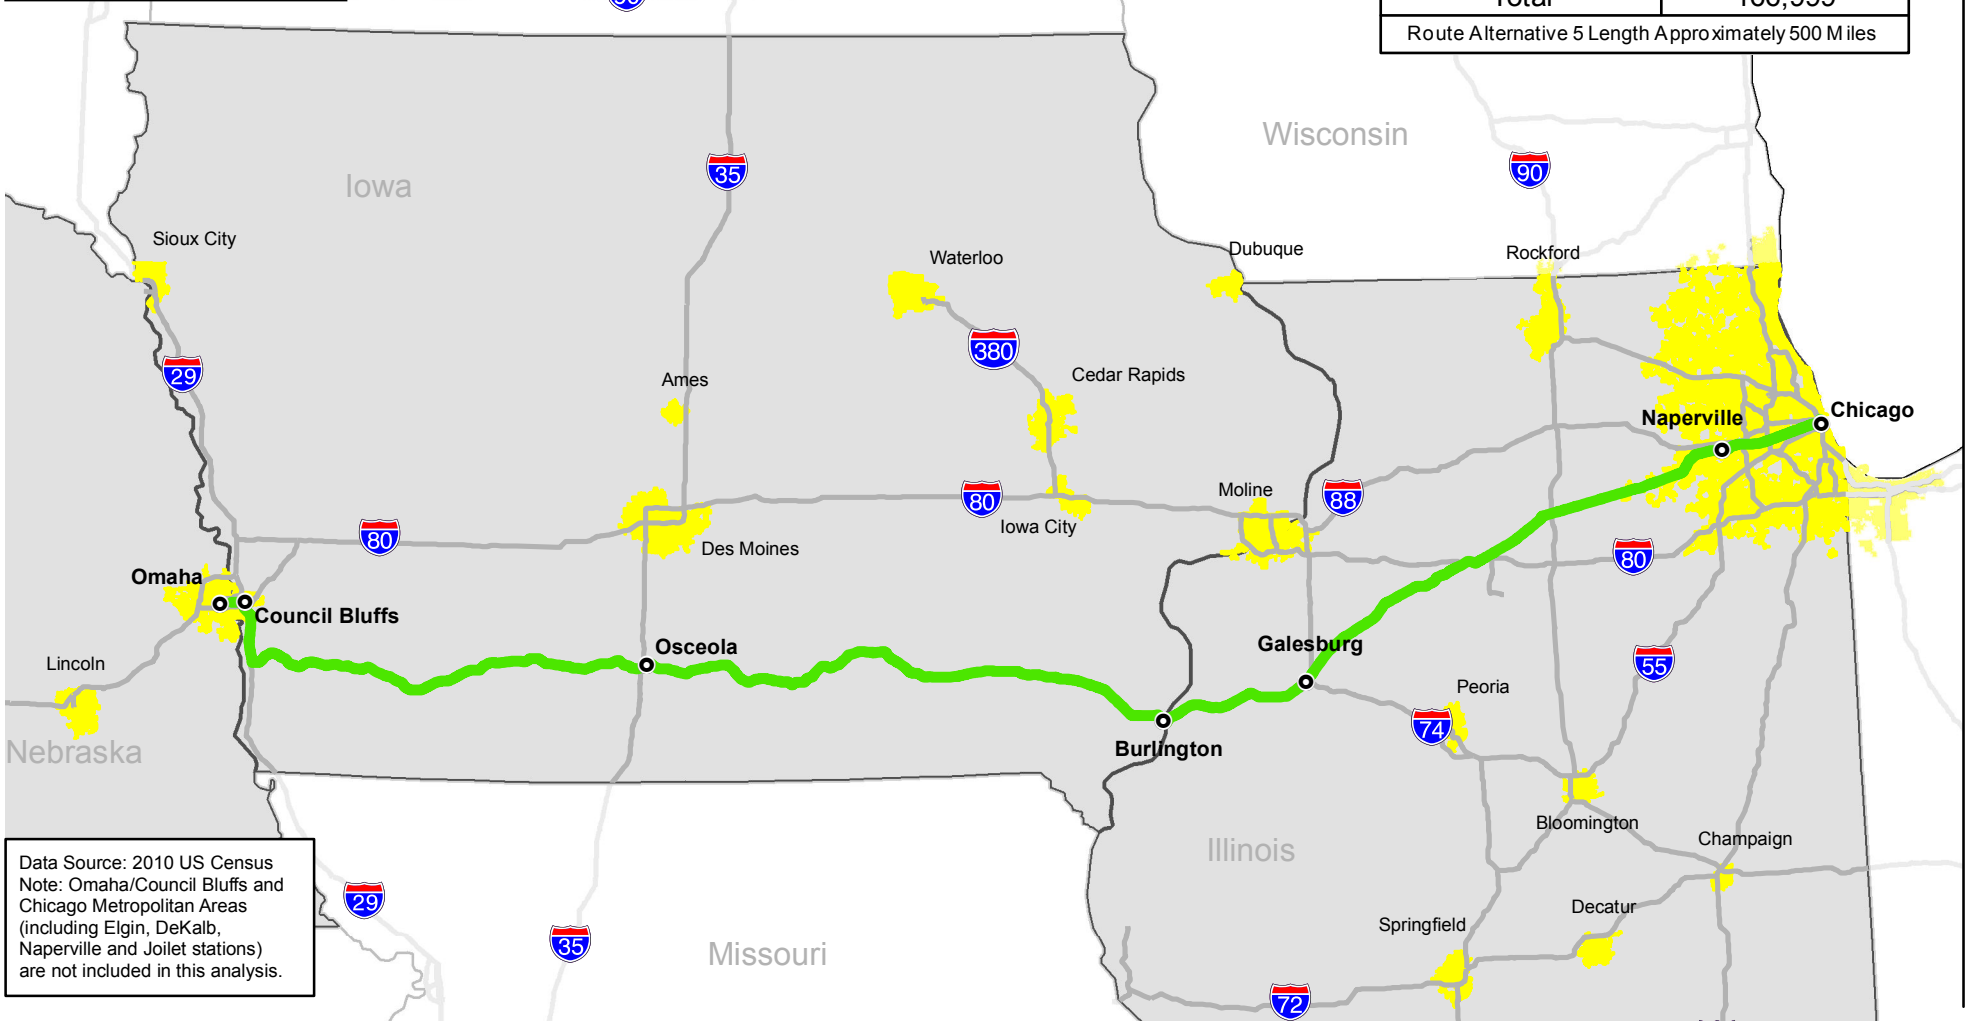 Total
Route Alternative 5 Length Approximately 500 Miles
Wisconsin
90
35
Iowa
Sioux City
Waterloo
Dubuque
Rockford
380
29
Ames
Cedar Rapids
Naperville
Chicago
80
Moline
88
Iowa City
80
Des Moines
80
Omaha
Council Bluffs
Osceola
Galesburg
Lincoln
55
Peoria
74
Nebraska
Burlington
Bloomington
Champaign
Illinois
Data Source: 2010 US Census
Note: Omaha/Council Bluffs and
Chicago Metropolitan Areas
(including Elgin, DeKalb,
Naperville and Joilet stations)
are not included in this analysis.
29
35
Missouri
Springfield
Decatur
72